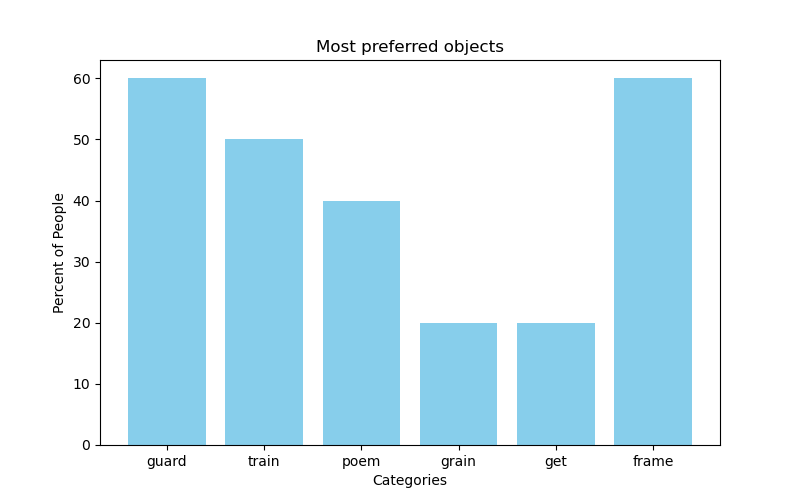 Most preferred objects
Percent of People
60
50
40
30
20
10
0
guard train poem grain get frame
Categories